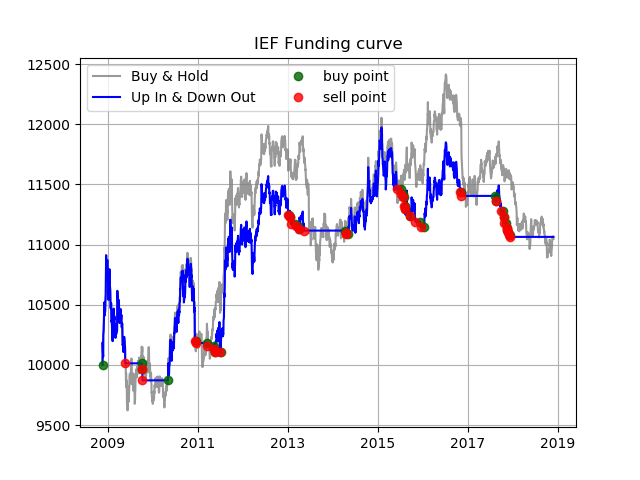 IEF Funding curve
Buy & Hold
Up In & Down Out
buy point
sell point
12500
12000
11500
11000
10500
10000
9500
2009 2011 2013 2015 2017 2019